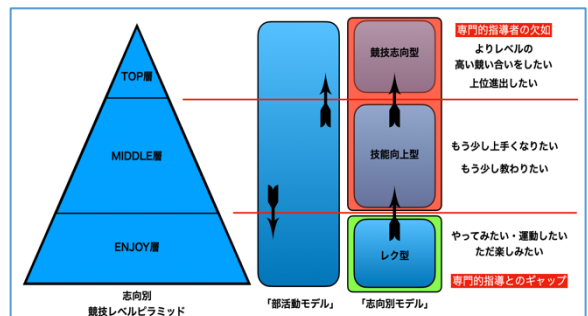 TOP層
MIDDLE層
ENJOY層
志向別
競技レベルピラミッド
「部活動モデル」
競技志向型
技能向上型
レク型
「志向別モデル」
専門的指導者の欠如
よりレベルの
高い競い合いをしたい
上位進出したい
もう少し上手くなりたい
もう少し教わりたい
やってみたい・運動したい
ただ楽しみたい
専門的指導とのギャップ